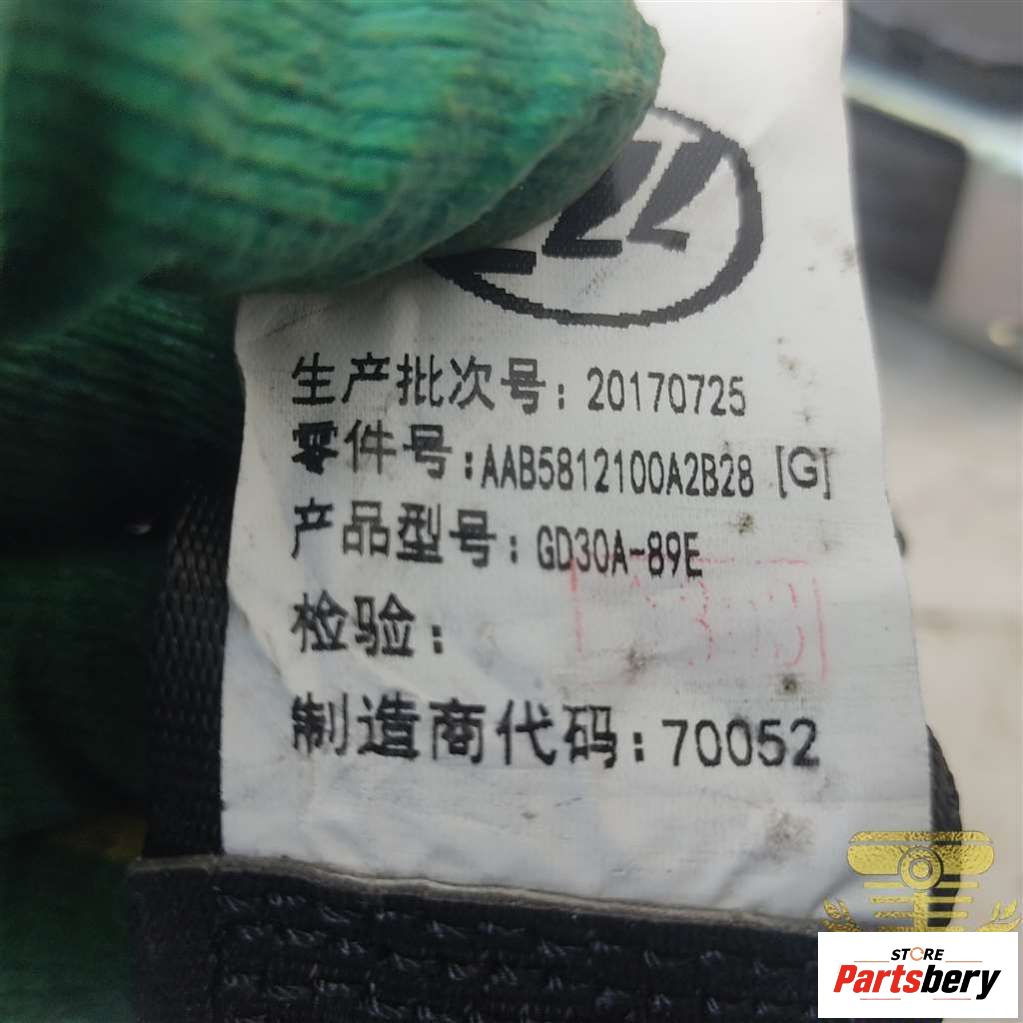 生产批次号: 20170725
零件号:AAB5812100A2B28 [G]
产品型号: GD30A-89E
检验:
制造商代码:70052
STORE
Partsbery